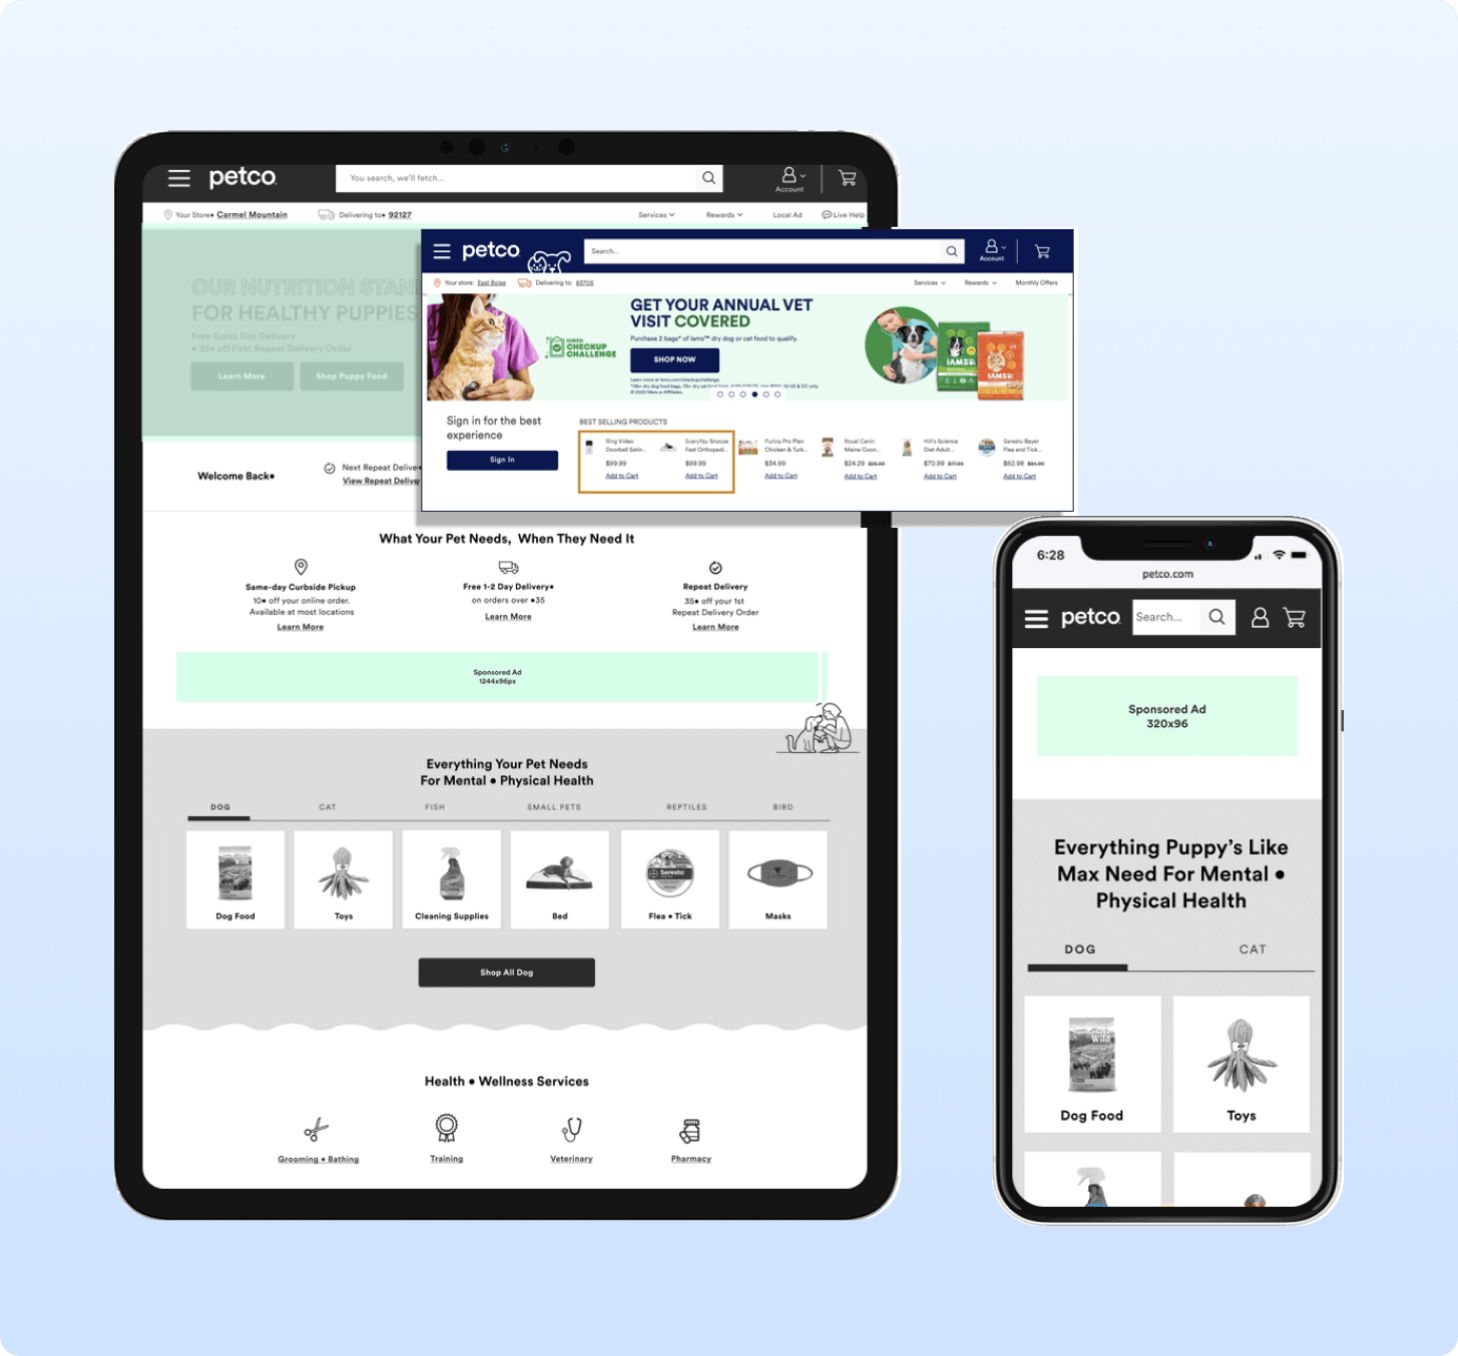 petco
You search, we'll fetch...
Account
Your Store• Carmel Mountain
Delivering to• 92127
Services
Rewards
Local Ad
Live Help
OUR NUTRITION STAN
FOR HEALTHY PUPPIES
Free Same Day Delivery
• 35• off First Repeat Delivery Order
Learn More
Shop Puppy Food
Welcome Back•
Next Repeat Delive
View Repeat Delive
petco
Search...
Account
Your store: East Boise
Delivering to: 83705
Services
Rewards
Monthly Offers
GET YOUR ANNUAL VET
VISIT COVERED
Purchase 2 bags* of Iams™ dry dog or cat food to qualify.
SHOP NOW
Learn more at iams.com/checkupchallenge.
IAMS
CHECKUP
CHALLENGE
IAMS
IAMS
Sign in for the best
experience
Sign In
BEST SELLING PRODUCTS
Ring Video
Doorbell Satin...
$99.99
Add to Cart
EveryYay Snooze
Fest Orthopedi...
$99.99
Add to Cart
Purina Pro Plan
Chicken & Turk...
$34.99
Add to Cart
Royal Canin
Maine Coon...
$24.29
Add to Cart
Hill's Science
Diet Adult...
$70.99
Add to Cart
Seresto Bayer
Flea and Tick...
$62.98
Add to Cart
What Your Pet Needs, When They Need It
Same-day Curbside Pickup
10• off your online order.
Available at most locations
Learn More
Free 1-2 Day Delivery•
on orders over •35
Learn More
Repeat Delivery
35• off your 1st
Repeat Delivery Order
Learn More
Sponsored Ad
1244x96px
Everything Your Pet Needs
For Mental • Physical Health
DOG
CAT
FISH
SMALL PETS
REPTILES
BIRD
Seresto
Dog Food
Toys
Cleaning Supplies
Bed
Flea • Tick
Masks
Shop All Dog
Health • Wellness Services
Grooming • Bathing
Training
Veterinary
Pharmacy
6:28
petco.com
petco
Search...
Sponsored Ad
320x96
Everything Puppy's Like
Max Need For Mental •
Physical Health
DOG
CAT
Wild
Dog Food
Toys